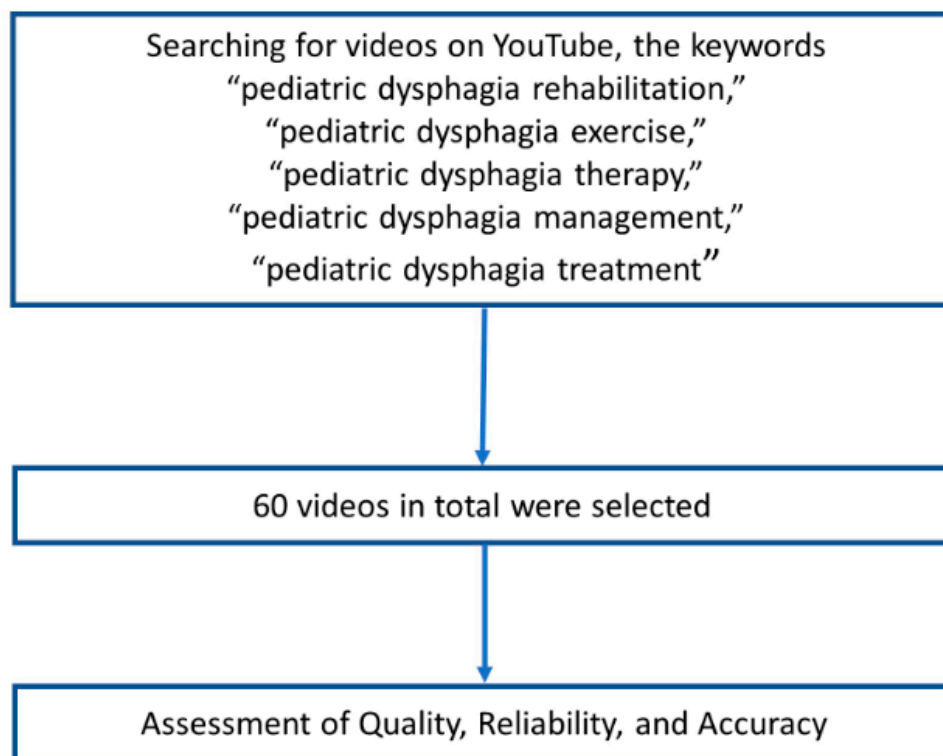 Searching for videos on YouTube, the keywords
“pediatric dysphagia rehabilitation,”
“pediatric dysphagia exercise,”
“pediatric dysphagia therapy,”
“pediatric dysphagia management,”
“pediatric dysphagia treatment”
60 videos in total were selected
Assessment of Quality, Reliability, and Accuracy